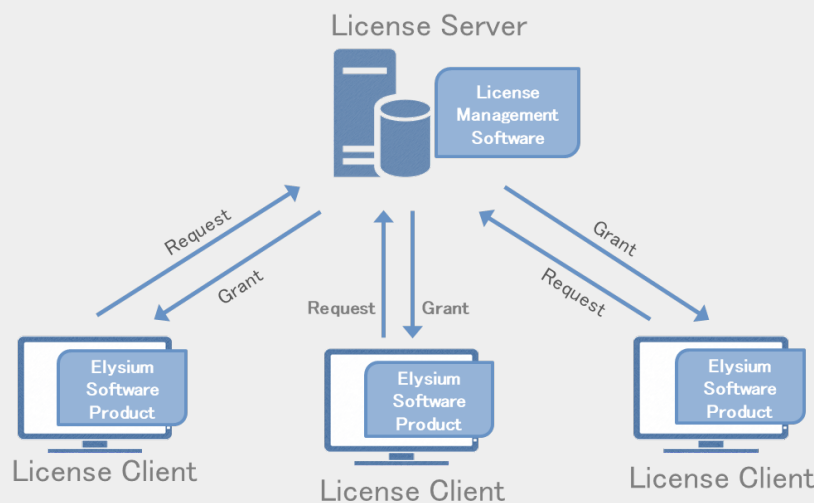 License Server
License
Management
Software
Request
Grant
Request
Grant
Grant
Request
Elysium
Software
Product
License Client
Elysium
Software
Product
License Client
Elysium
Software
Product
License Client